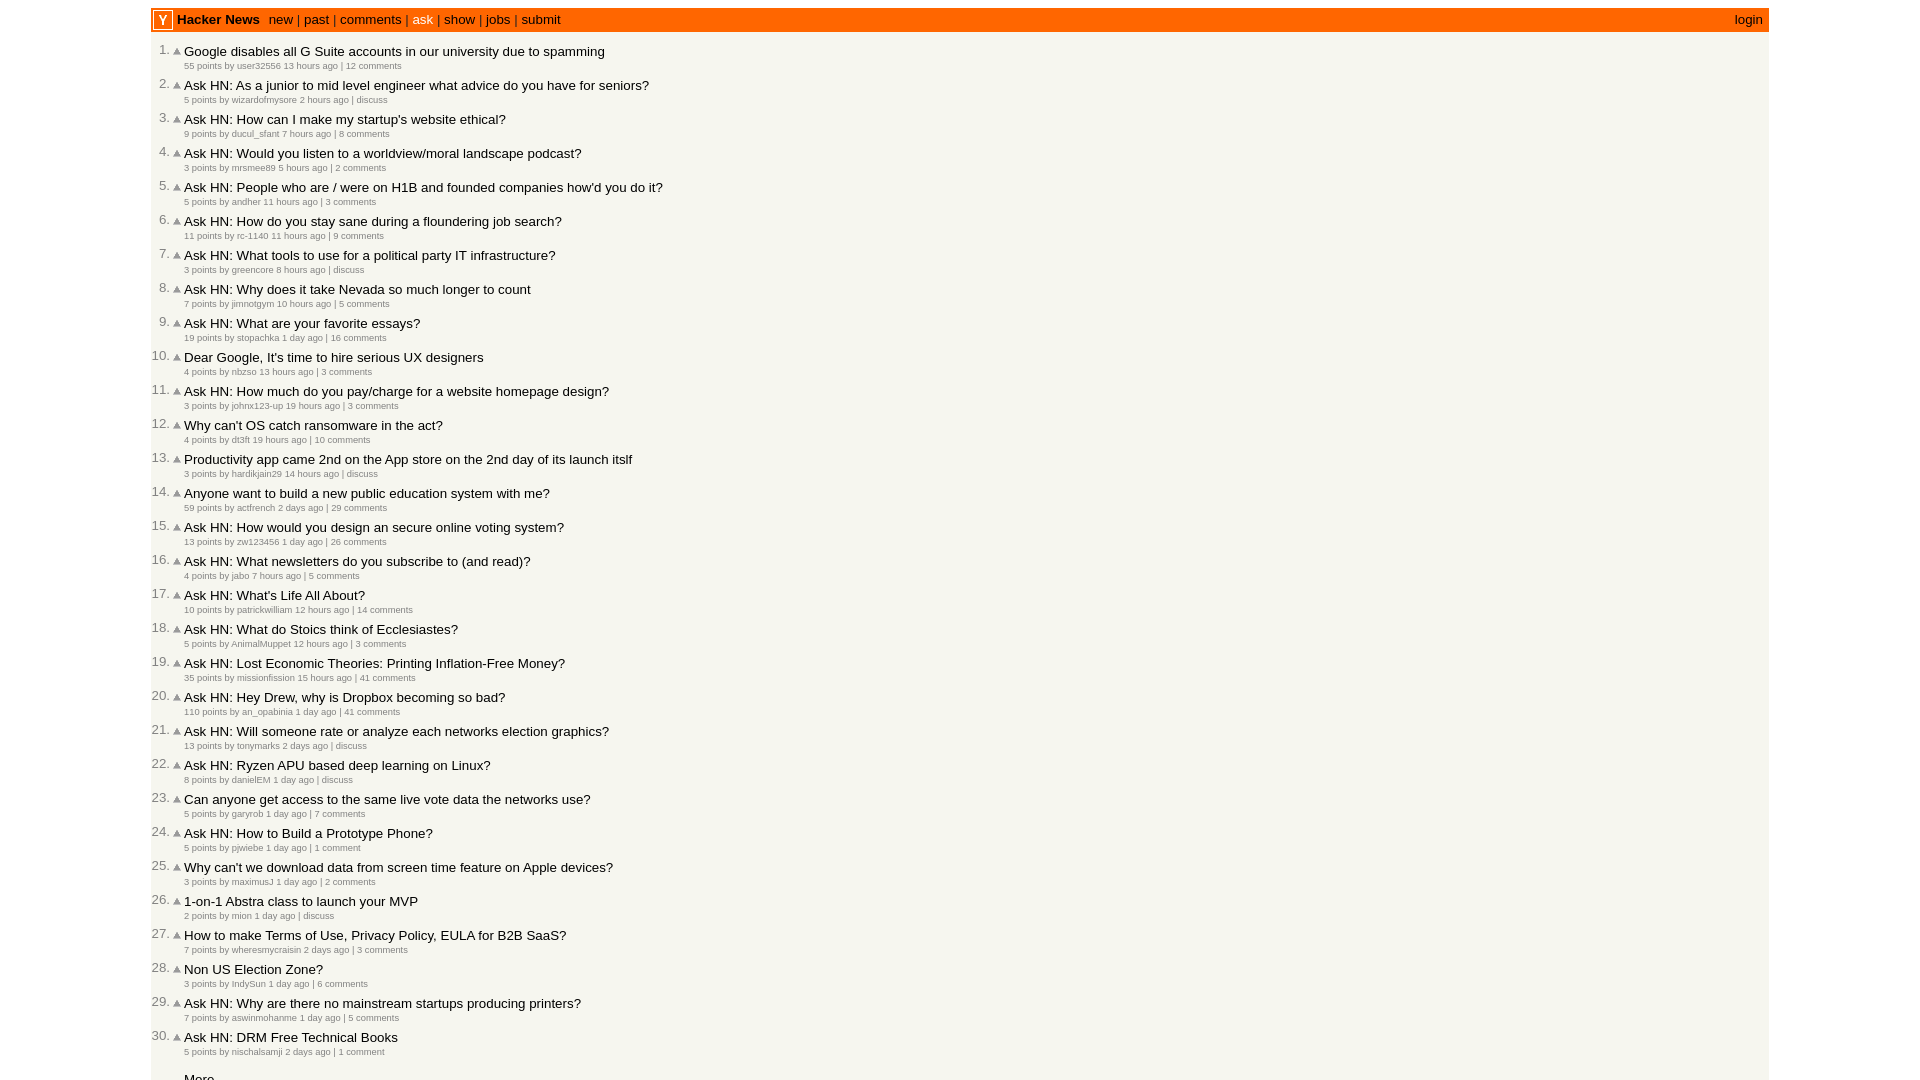 Y Hacker News new | past | comments | ask | show | jobs | submit login
1. Google disables all G Suite accounts in our university due to spamming
55 points by user32556 13 hours ago | 12 comments
2. Ask HN: As a junior to mid level engineer what advice do you have for seniors?
5 points by wizardofmysore 2 hours ago | discuss
3. Ask HN: How can I make my startup's website ethical?
9 points by ducul_sfant 7 hours ago | 8 comments
4. Ask HN: Would you listen to a worldview/moral landscape podcast?
3 points by mrsmee89 5 hours ago | 2 comments
5. Ask HN: People who are / were on H1B and founded companies how'd you do it?
5 points by andher 11 hours ago | 3 comments
6. Ask HN: How do you stay sane during a floundering job search?
11 points by rc-1140 11 hours ago | 9 comments
7. Ask HN: What tools to use for a political party IT infrastructure?
3 points by greencore 8 hours ago | discuss
8. Ask HN: Why does it take Nevada so much longer to count
7 points by jimnotgym 10 hours ago | 5 comments
9. Ask HN: What are your favorite essays?
19 points by stopachka 1 day ago | 16 comments
10. Dear Google, It's time to hire serious UX designers
4 points by nbzso 13 hours ago | 3 comments
11. Ask HN: How much do you pay/charge for a website homepage design?
3 points by johnx123-up 19 hours ago | 3 comments
12. Why can't OS catch ransomware in the act?
4 points by dt3ft 19 hours ago | 10 comments
13. Productivity app came 2nd on the App store on the 2nd day of its launch itslf
3 points by hardikjain29 14 hours ago | discuss
14. Anyone want to build a new public education system with me?
59 points by actfrench 2 days ago | 29 comments
15. Ask HN: How would you design an secure online voting system?
13 points by zw123456 1 day ago | 26 comments
16. Ask HN: What newsletters do you subscribe to (and read)?
4 points by jabo 7 hours ago | 5 comments
17. Ask HN: What's Life All About?
10 points by patrickwilliam 12 hours ago | 14 comments
18. Ask HN: What do Stoics think of Ecclesiastes?
5 points by AnimalMuppet 12 hours ago | 3 comments
19. Ask HN: Lost Economic Theories: Printing Inflation-Free Money?
35 points by missionfission 15 hours ago | 41 comments
20. Ask HN: Hey Drew, why is Dropbox becoming so bad?
110 points by an_opabinia 1 day ago | 41 comments
21. Ask HN: Will someone rate or analyze each networks election graphics?
13 points by tonymarks 2 days ago | discuss
22. Ask HN: Ryzen APU based deep learning on Linux?
8 points by danielEM 1 day ago | discuss
23. Can anyone get access to the same live vote data the networks use?
5 points by garyrob 1 day ago | 7 comments
24. Ask HN: How to Build a Prototype Phone?
5 points by pjwiebe 1 day ago | 1 comment
25. Why can't we download data from screen time feature on Apple devices?
3 points by maximusJ 1 day ago | 2 comments
26. 1-on-1 Abstra class to launch your MVP
2 points by mion 1 day ago | discuss
27. How to make Terms of Use, Privacy Policy, EULA for B2B SaaS?
7 points by wheresmycraisin 2 days ago | 3 comments
28. Non US Election Zone?
3 points by IndySun 1 day ago | 6 comments
29. Ask HN: Why are there no mainstream startups producing printers?
7 points by aswinmohanme 1 day ago | 5 comments
30. Ask HN: DRM Free Technical Books
5 points by nischalsamji 2 days ago | 1 comment
More